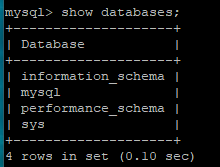 mysql> show databases;
+--------------------+
| Database           |
+--------------------+
| information_schema |
| mysql              |
| performance_schema |
| sys                |
+--------------------+
4 rows in set (0.10 sec)